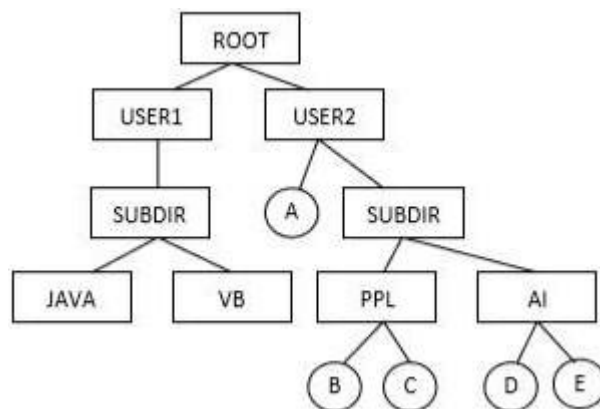 ROOT
USER1 USER2
SUBDIR A SUBDIR
JAVA VB PPL AI
B C D E